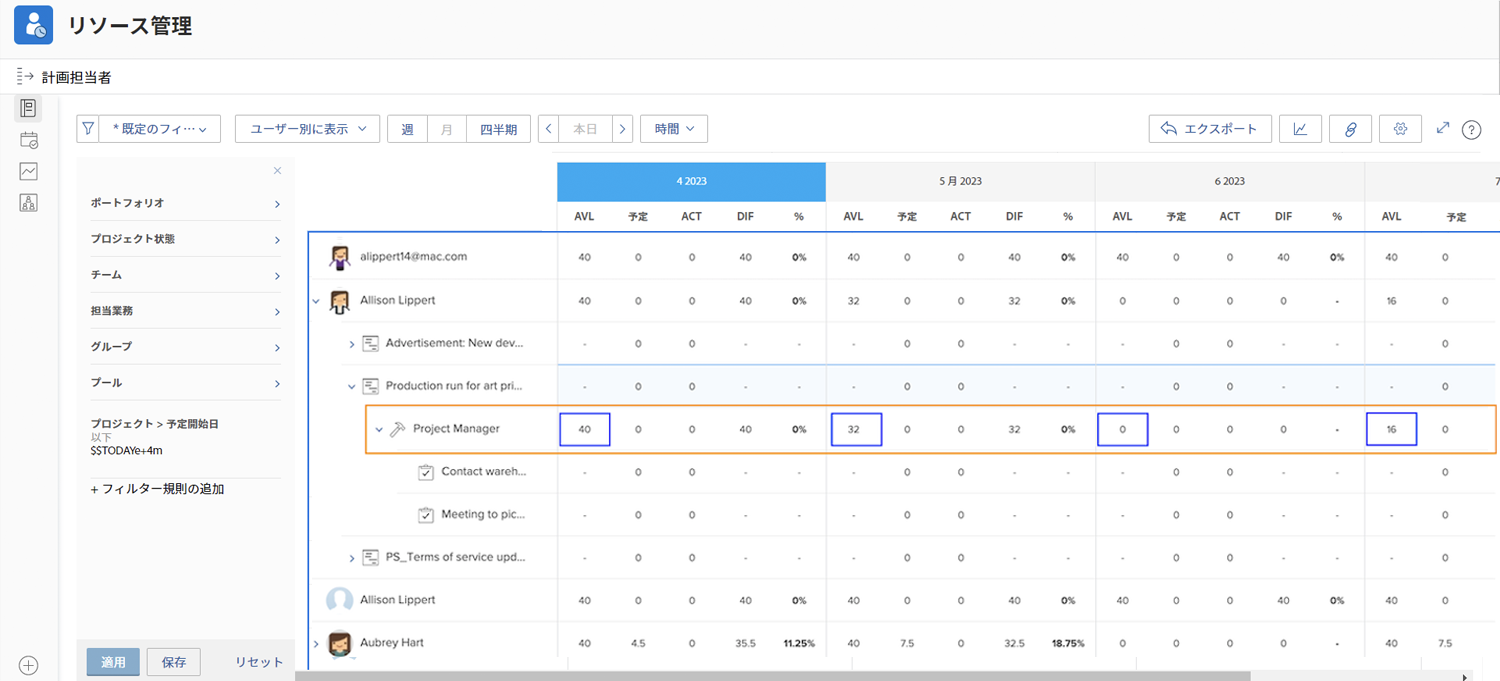 リソース管理
計画担当者
* 既定のフィ… ユーザー別に表示 週 月 四半期 本日 時間 エクスポート ?
ポートフォリオ
プロジェクト状態
チーム
担当業務
グループ
プール
プロジェクト > 予定開始日
以下
$$TODAYe+4m
+ フィルター規則の追加
適用 保存 リセット
4 2023 5 月 2023 6 2023 7
AVL 予定 ACT DIF % AVL 予定 ACT DIF % AVL 予定 ACT DIF % AVL 予定
alippert14@mac.com 40 0 0 40 0% 40 0 0 40 0% 40 0 0 40 0% 40 0
Allison Lippert 40 0 0 40 0% 32 0 0 32 0% 0 0 0 0 - 16 0
Advertisement: New dev... - 0 0 - - - 0 0 - - - 0 0 - - - 0
Production run for art pri... - 0 0 - - - 0 0 - - - 0 0 - - - 0
Project Manager 40 0 0 40 0% 32 0 0 32 0% 0 0 0 0 - 16 0
Contact wareh... - 0 0 - - - 0 0 - - - 0 0 - - - 0
Meeting to pic... - 0 0 - - - 0 0 - - - 0 0 - - - 0
PS_Terms of service upd... - 0 0 - - - 0 0 - - - 0 0 - - - 0
Allison Lippert 40 0 0 40 0% 40 0 0 40 0% 40 0 0 40 0% 40 0
Aubrey Hart 40 4.5 0 35.5 11.25% 40 7.5 0 32.5 18.75% 0 0 0 0 - 40 7.5